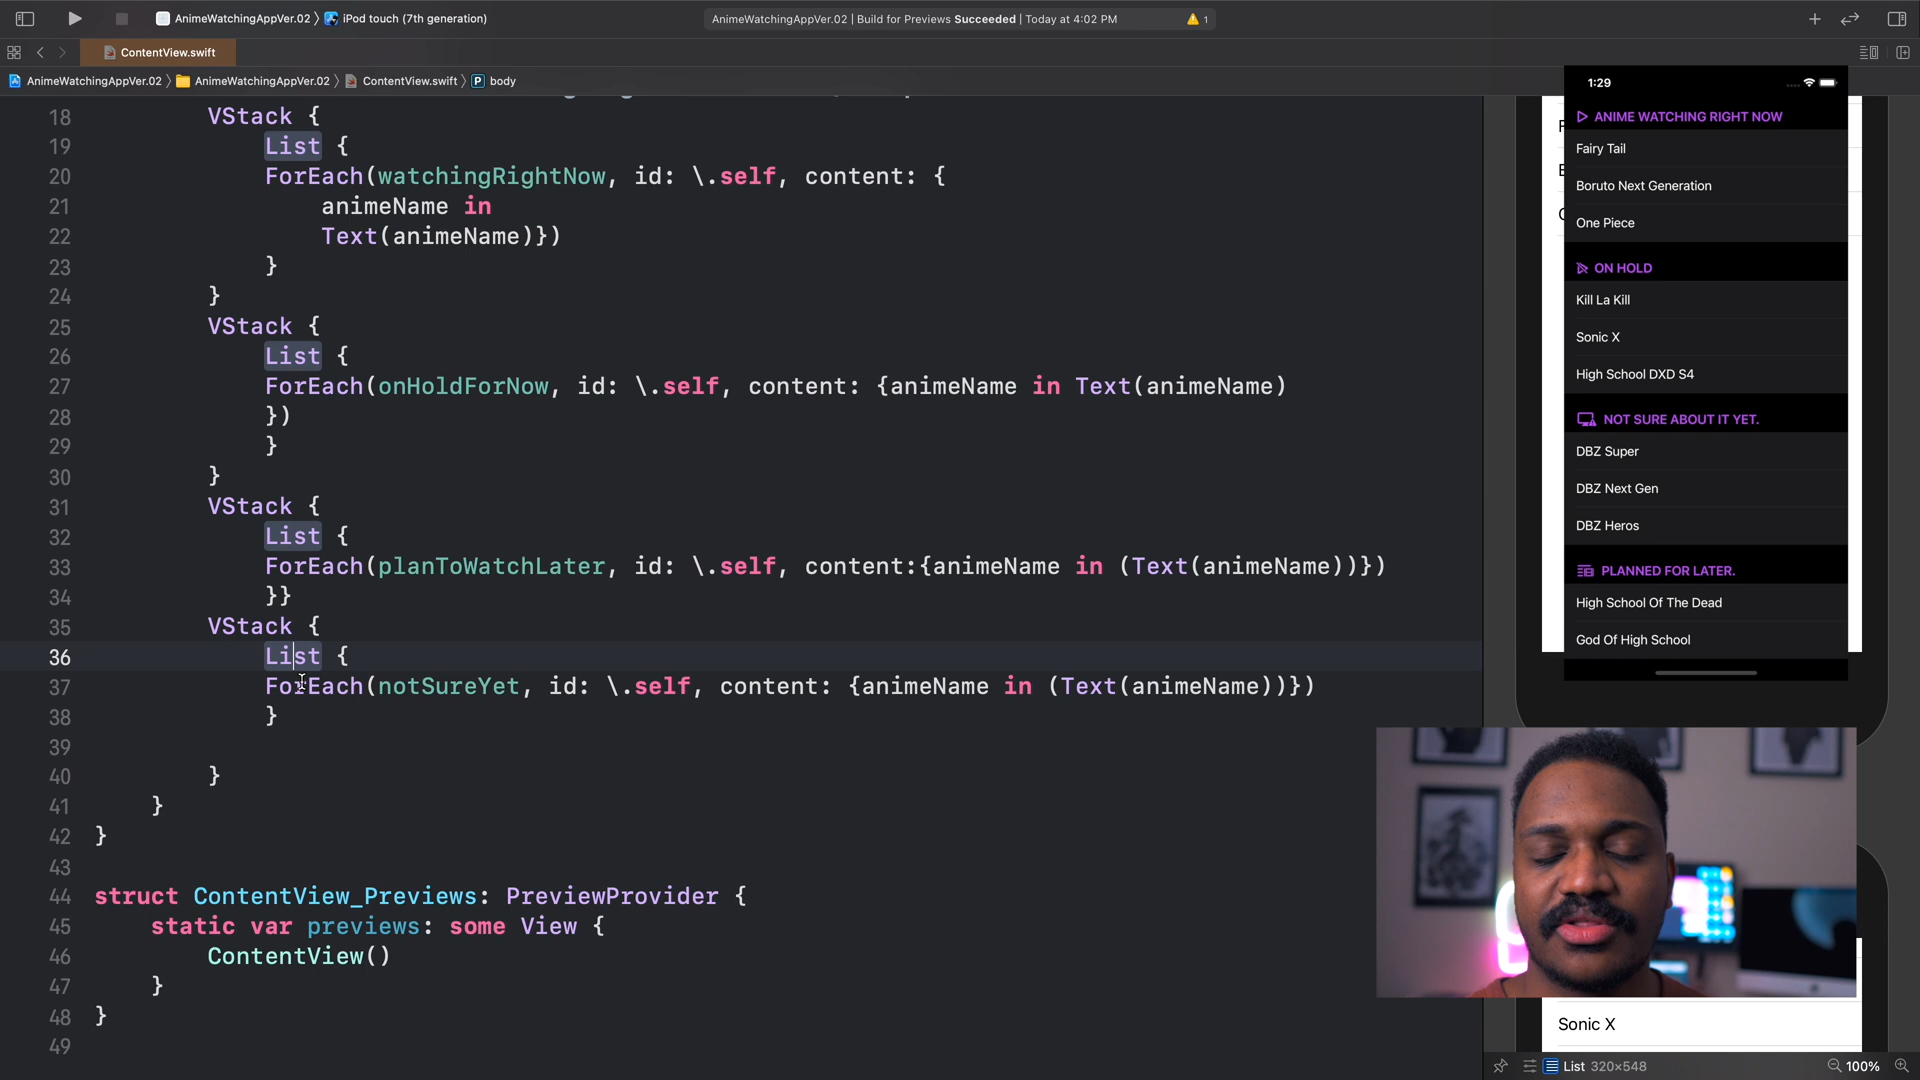 AnimeWatchingAppVer.02 > iPod touch (7th generation)
AnimeWatchingAppVer.02 | Build for Previews Succeeded | Today at 4:02 PM
1
ContentView.swift
AnimeWatchingAppVer.02 > AnimeWatchingAppVer.02 > ContentView.swift > P body
18 VStack {
19 List {
20 ForEach(watchingRightNow, id: \.self, content: {
21 animeName in
22 Text(animeName)})
23 }
24 }
25 VStack {
26 List {
27 ForEach(onHoldForNow, id: \.self, content: {animeName in Text(animeName)
28 })
29 }
30 }
31 VStack {
32 List {
33 ForEach(planToWatchLater, id: \.self, content:{animeName in (Text(animeName))})
34 }}
35 VStack {
36 List {
37 ForEach(notSureYet, id: \.self, content: {animeName in (Text(animeName))})
38 }
39
40 }
41 }
42 }
43
44 struct ContentView_Previews: PreviewProvider {
45 static var previews: some View {
46 ContentView()
47 }
48 }
49
1:29
ANIME WATCHING RIGHT NOW
Fairy Tail
Boruto Next Generation
One Piece
ON HOLD
Kill La Kill
Sonic X
High School DXD S4
NOT SURE ABOUT IT YET.
DBZ Super
DBZ Next Gen
DBZ Heros
PLANNED FOR LATER.
High School Of The Dead
God Of High School
Sonic X
List 320×548
100%